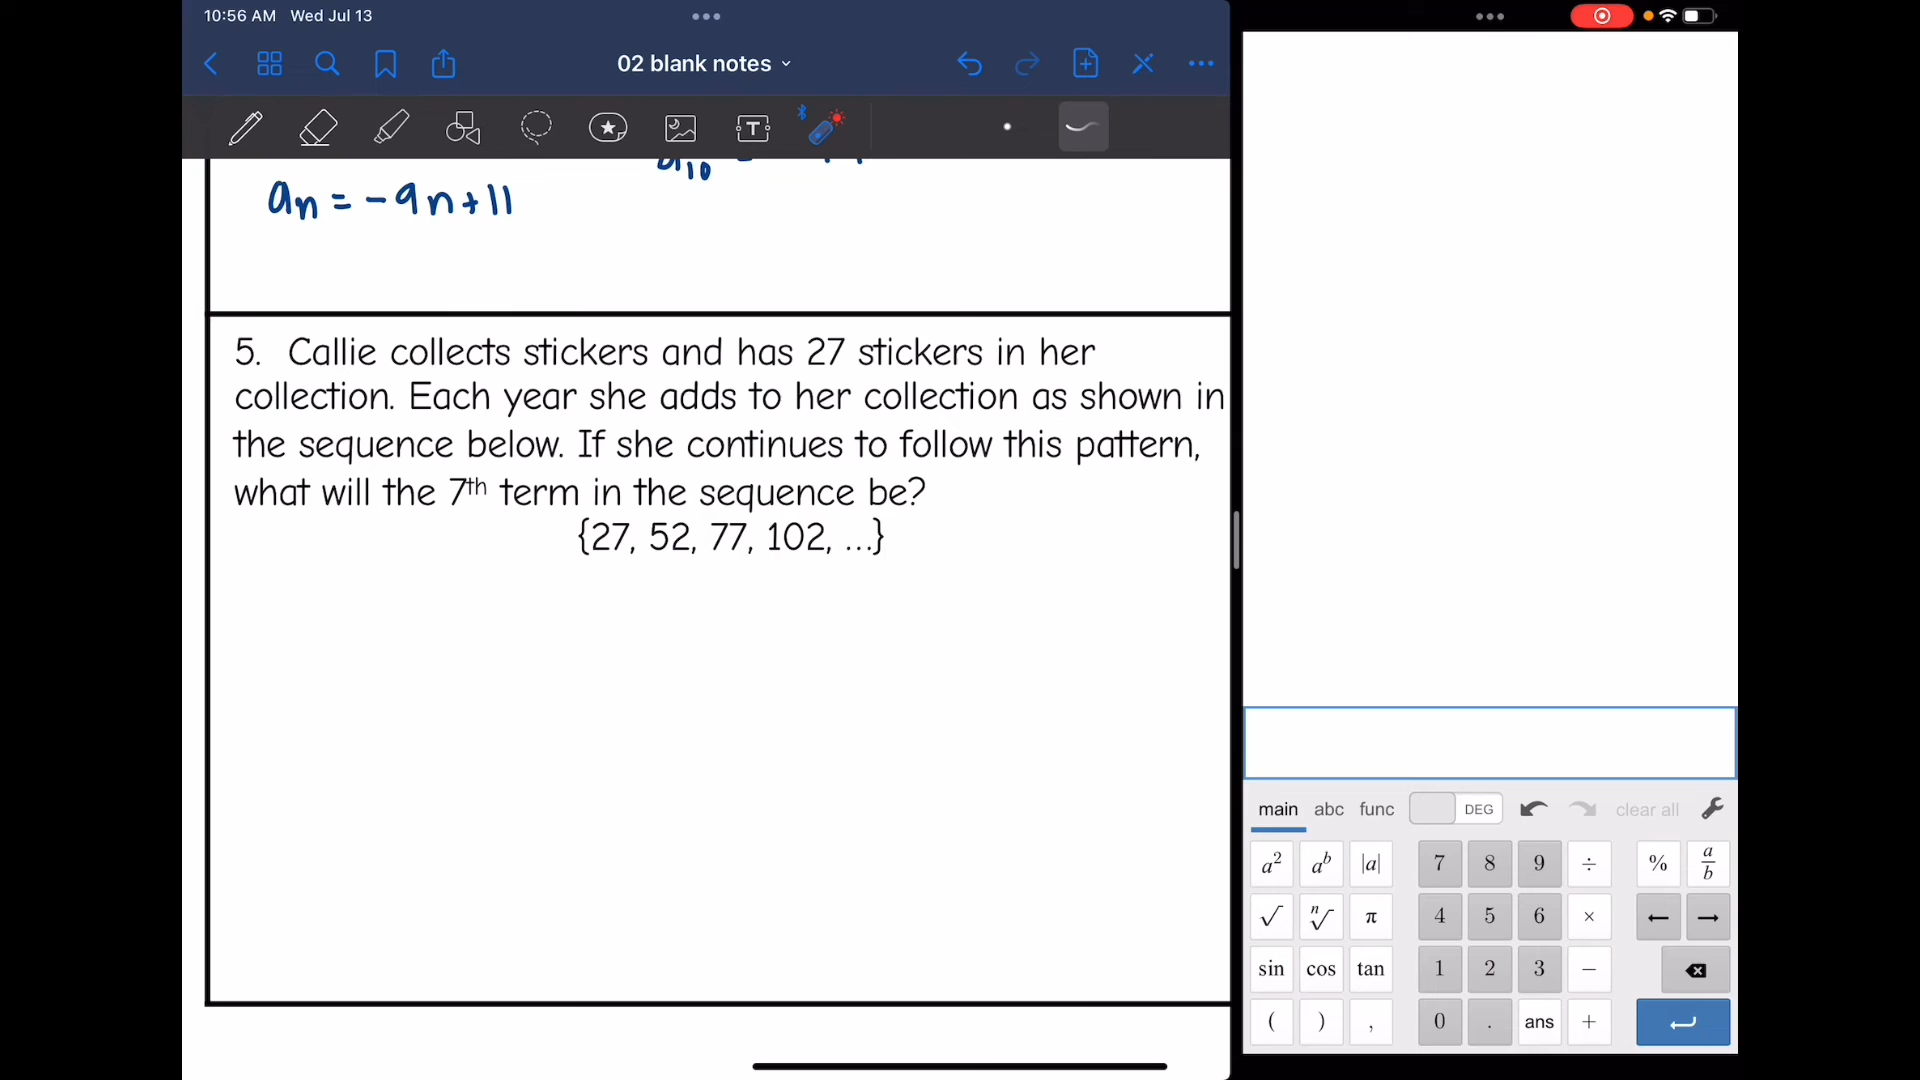 10:56 AM Wed Jul 13
02 blank notes
T
aₙ = -9n+11
5. Callie collects stickers and has 27 stickers in her
collection. Each year she adds to her collection as shown in
the sequence below. If she continues to follow this pattern,
what will the 7th term in the sequence be?
{27, 52, 77, 102, ...}
main abc func DEG clear all
a² aᵇ |a| 7 8 9 ÷ % a/b
√ ⁿ√ π 4 5 6 × ← →
sin cos tan 1 2 3 −
( ) , 0 . ans +